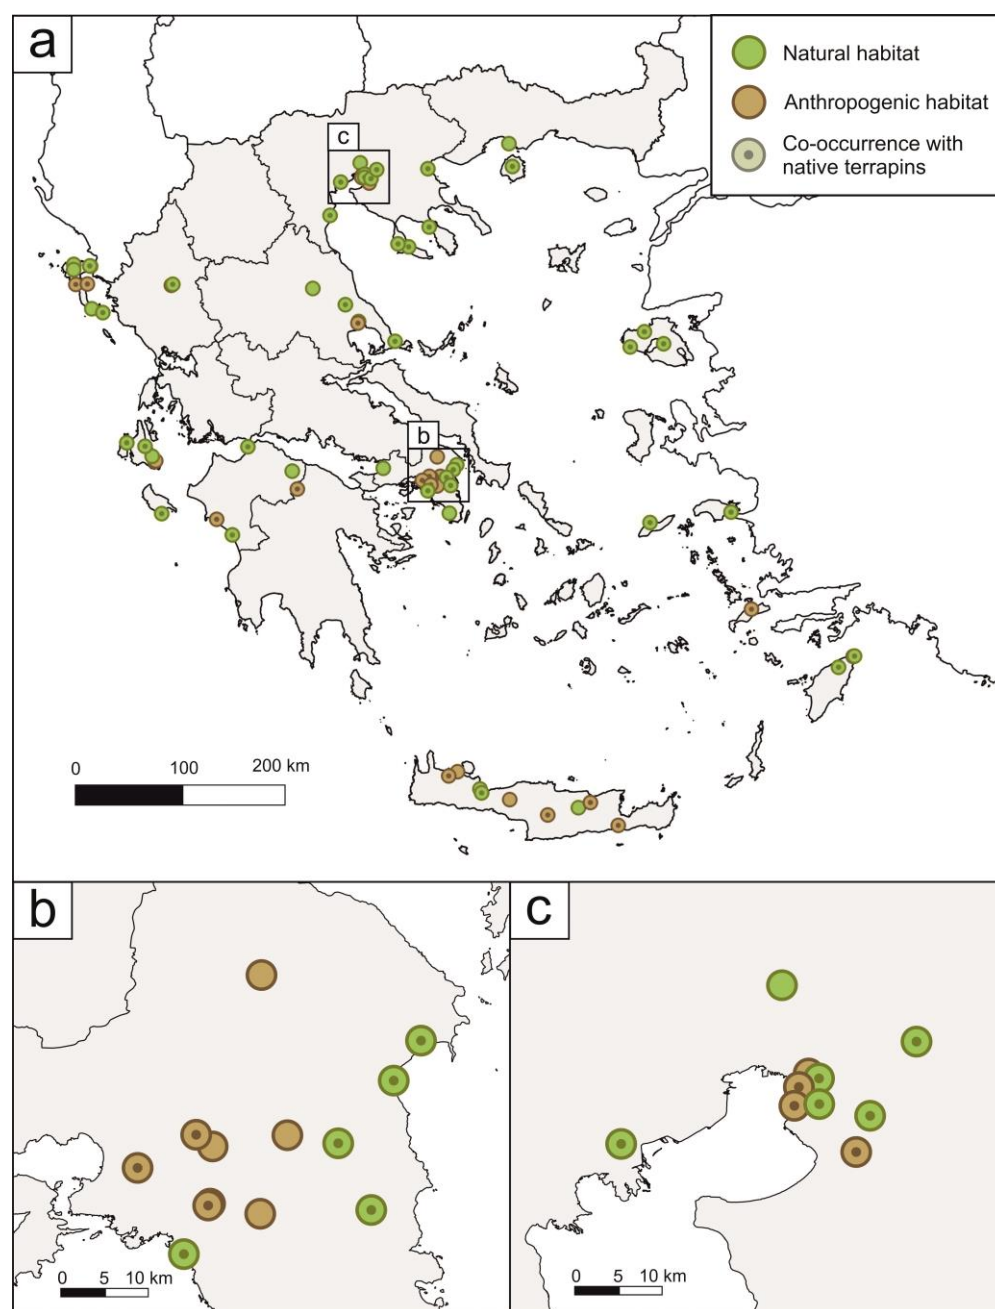 a
Natural habitat
Anthropogenic habitat
Co-occurrence with
native terrapins
c
b
0 100 200 km
b
c
0 5 10 km
0 5 10 km